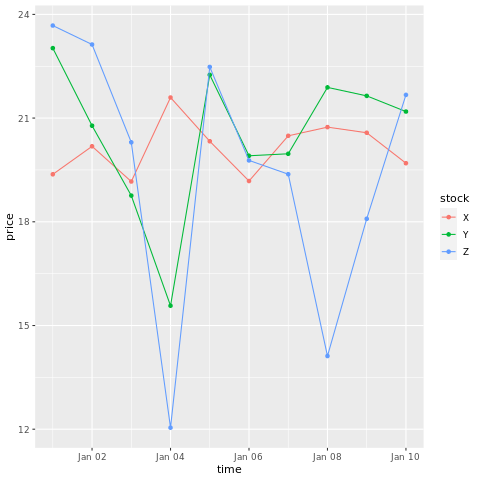 24
21
18
15
12
price
Jan 02
Jan 04
Jan 06
Jan 08
Jan 10
time
stock
X
Y
Z